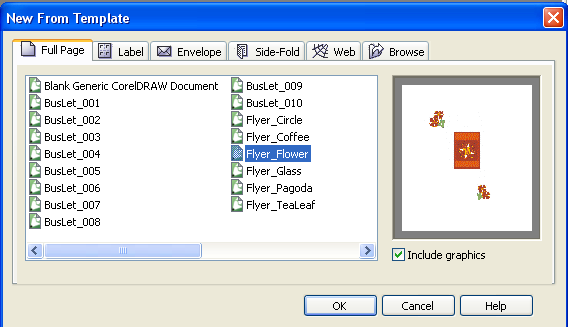 New From Template
Full Page Label Envelope Side-Fold Web Browse
Blank Generic CorelDRAW Document
BusLet_001
BusLet_002
BusLet_003
BusLet_004
BusLet_005
BusLet_006
BusLet_007
BusLet_008
BusLet_009
BusLet_010
Flyer_Circle
Flyer_Coffee
Flyer_Flower
Flyer_Glass
Flyer_Pagoda
Flyer_TeaLeaf
Include graphics
OK Cancel Help